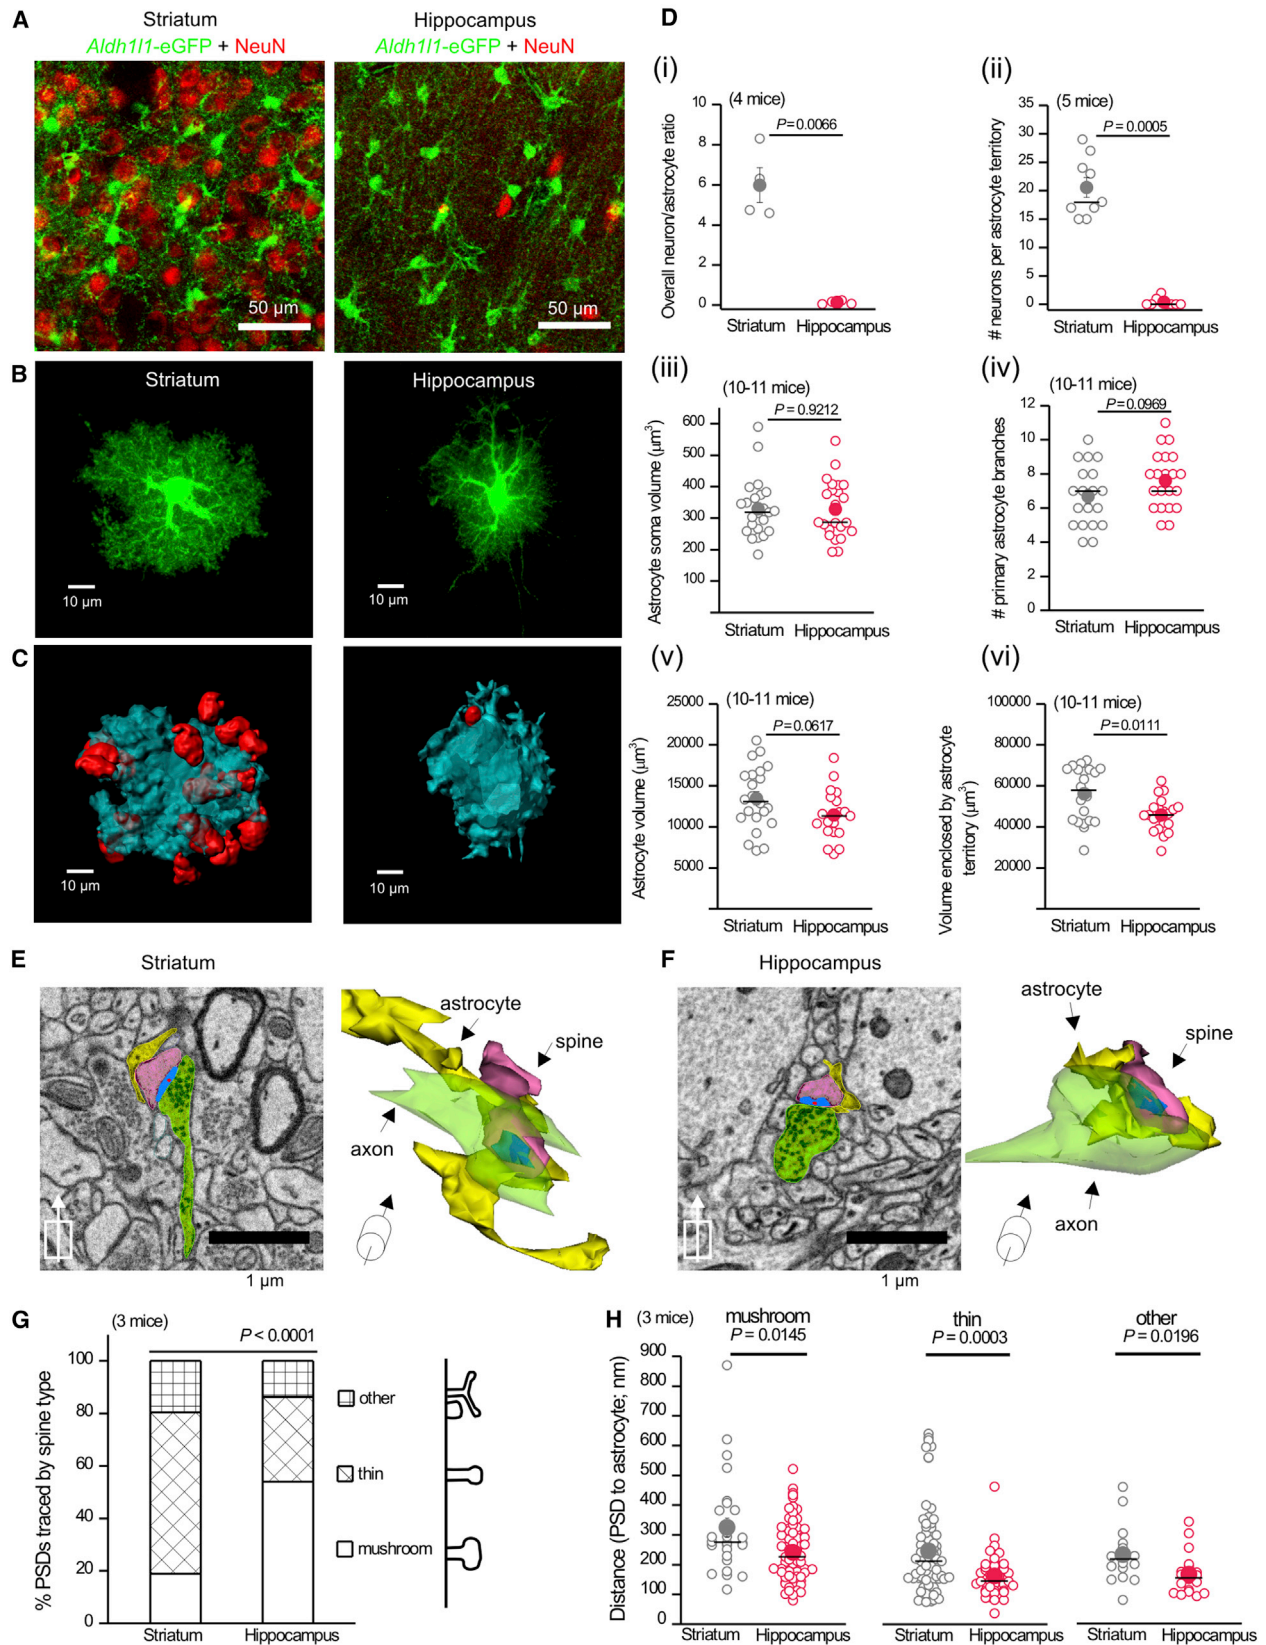 A
Striatum
Aldh1l1-eGFP + NeuN
50 µm
Hippocampus
Aldh1l1-eGFP + NeuN
50 µm
B
Striatum
10 µm
Hippocampus
10 µm
C
10 µm
10 µm
D
(i)
(4 mice)
P=0.0066
Overall neuron/astrocyte ratio
10
8
6
4
2
0
Striatum Hippocampus
(ii)
(5 mice)
P=0.0005
# neurons per astrocyte territory
35
30
25
20
15
10
5
0
Striatum Hippocampus
(iii)
(10-11 mice)
P = 0.9212
Astrocyte soma volume (µm³)
600
500
400
300
200
100
Striatum Hippocampus
(iv)
(10-11 mice)
P=0.0969
# primary astrocyte branches
12
10
8
6
4
2
0
Striatum Hippocampus
(v)
(10-11 mice)
P=0.0617
Astrocyte volume (µm³)
25000
20000
15000
10000
5000
Striatum Hippocampus
(vi)
(10-11 mice)
P=0.0111
Volume enclosed by astrocyte
territory (µm³)
100000
80000
60000
40000
20000
Striatum Hippocampus
E
Striatum
1 µm
astrocyte
spine
axon
F
Hippocampus
1 µm
astrocyte
spine
axon
G
(3 mice)
P < 0.0001
% PSDs traced by spine type
100
80
60
40
20
0
Striatum Hippocampus
other
thin
mushroom
H
(3 mice)
mushroom
P = 0.0145
thin
P = 0.0003
other
P = 0.0196
Distance (PSD to astrocyte; nm)
900
800
700
600
500
400
300
200
100
0
Striatum Hippocampus
Striatum Hippocampus
Striatum Hippocampus